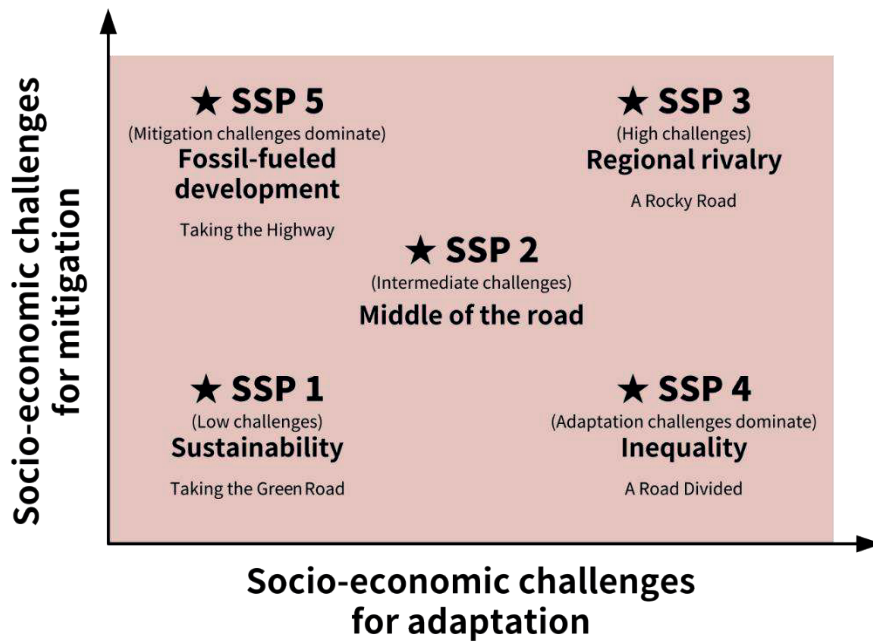 Socio-economic challenges
for mitigation
★ SSP 5
(Mitigation challenges dominate)
Fossil-fueled
development
Taking the Highway
★ SSP 3
(High challenges)
Regional rivalry
A Rocky Road
★ SSP 2
(Intermediate challenges)
Middle of the road
★ SSP 1
(Low challenges)
Sustainability
Taking the Green Road
★ SSP 4
(Adaptation challenges dominate)
Inequality
A Road Divided
Socio-economic challenges
for adaptation